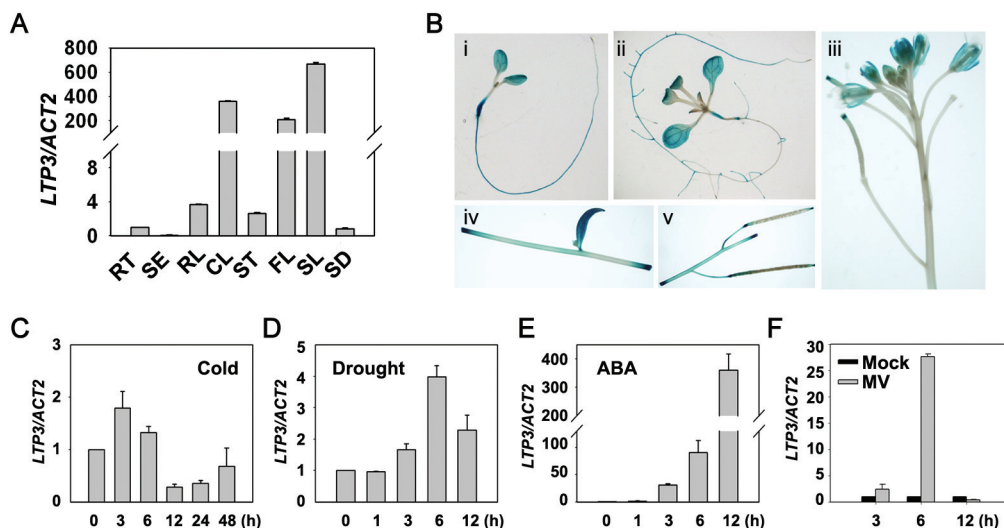 A
LTP3/ACT2
800
600
400
200
8
4
0
RT SE RL CL ST FL SL SD
B
i
ii
iii
iv
v
C
Cold
LTP3/ACT2
3
2
1
0
0 3 6 12 24 48 (h)
D
Drought
LTP3/ACT2
5
4
3
2
1
0
0 1 3 6 12 (h)
E
ABA
LTP3/ACT2
400
300
200
100
50
0
0 1 3 6 12 (h)
F
Mock
MV
LTP3/ACT2
30
25
20
15
10
5
0
3 6 12 h